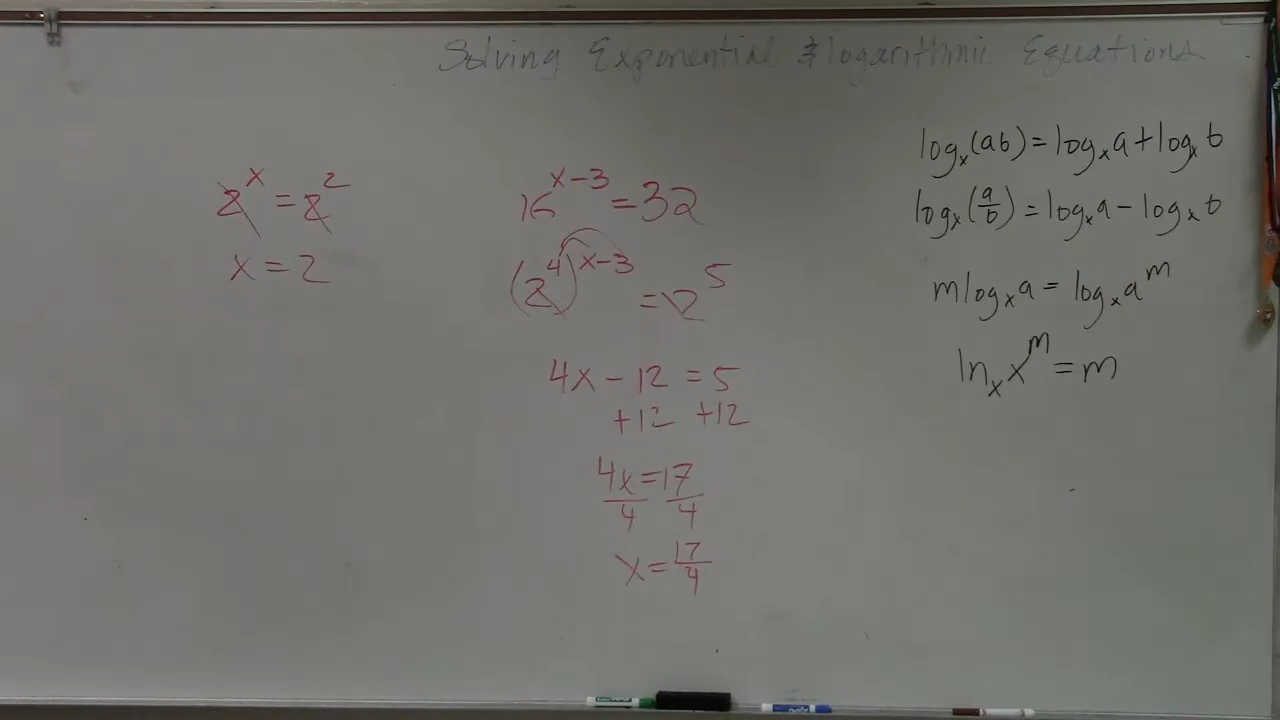 Solving Exponential & logarithmic Equations
2^x = 2^2
x = 2
16^(x-3) = 32
(2^4)^(x-3) = 2^5
4x - 12 = 5
+12 +12
4x = 17
4 4
x = 17/4
log_x(ab) = log_x a + log_x b
log_x(a/b) = log_x a - log_x b
m log_x a = log_x a^m
ln_x x^m = m